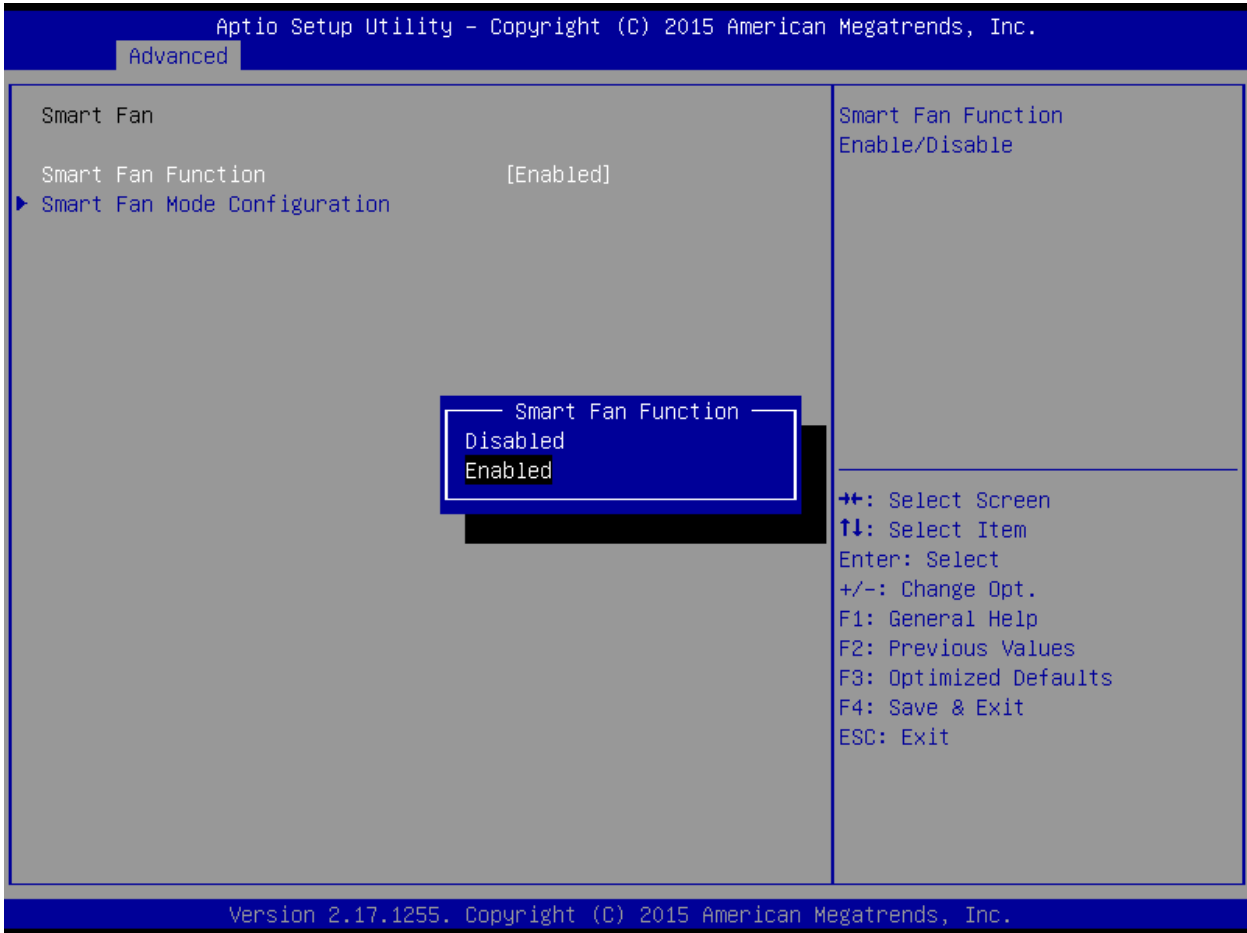 Aptio Setup Utility – Copyright (C) 2015 American Megatrends, Inc.
Advanced
Smart Fan
Smart Fan Function [Enabled]
▶ Smart Fan Mode Configuration
Smart Fan Function
Enable/Disable
Smart Fan Function
Disabled
Enabled
→←: Select Screen
↑↓: Select Item
Enter: Select
+/-: Change Opt.
F1: General Help
F2: Previous Values
F3: Optimized Defaults
F4: Save & Exit
ESC: Exit
Version 2.17.1255. Copyright (C) 2015 American Megatrends, Inc.